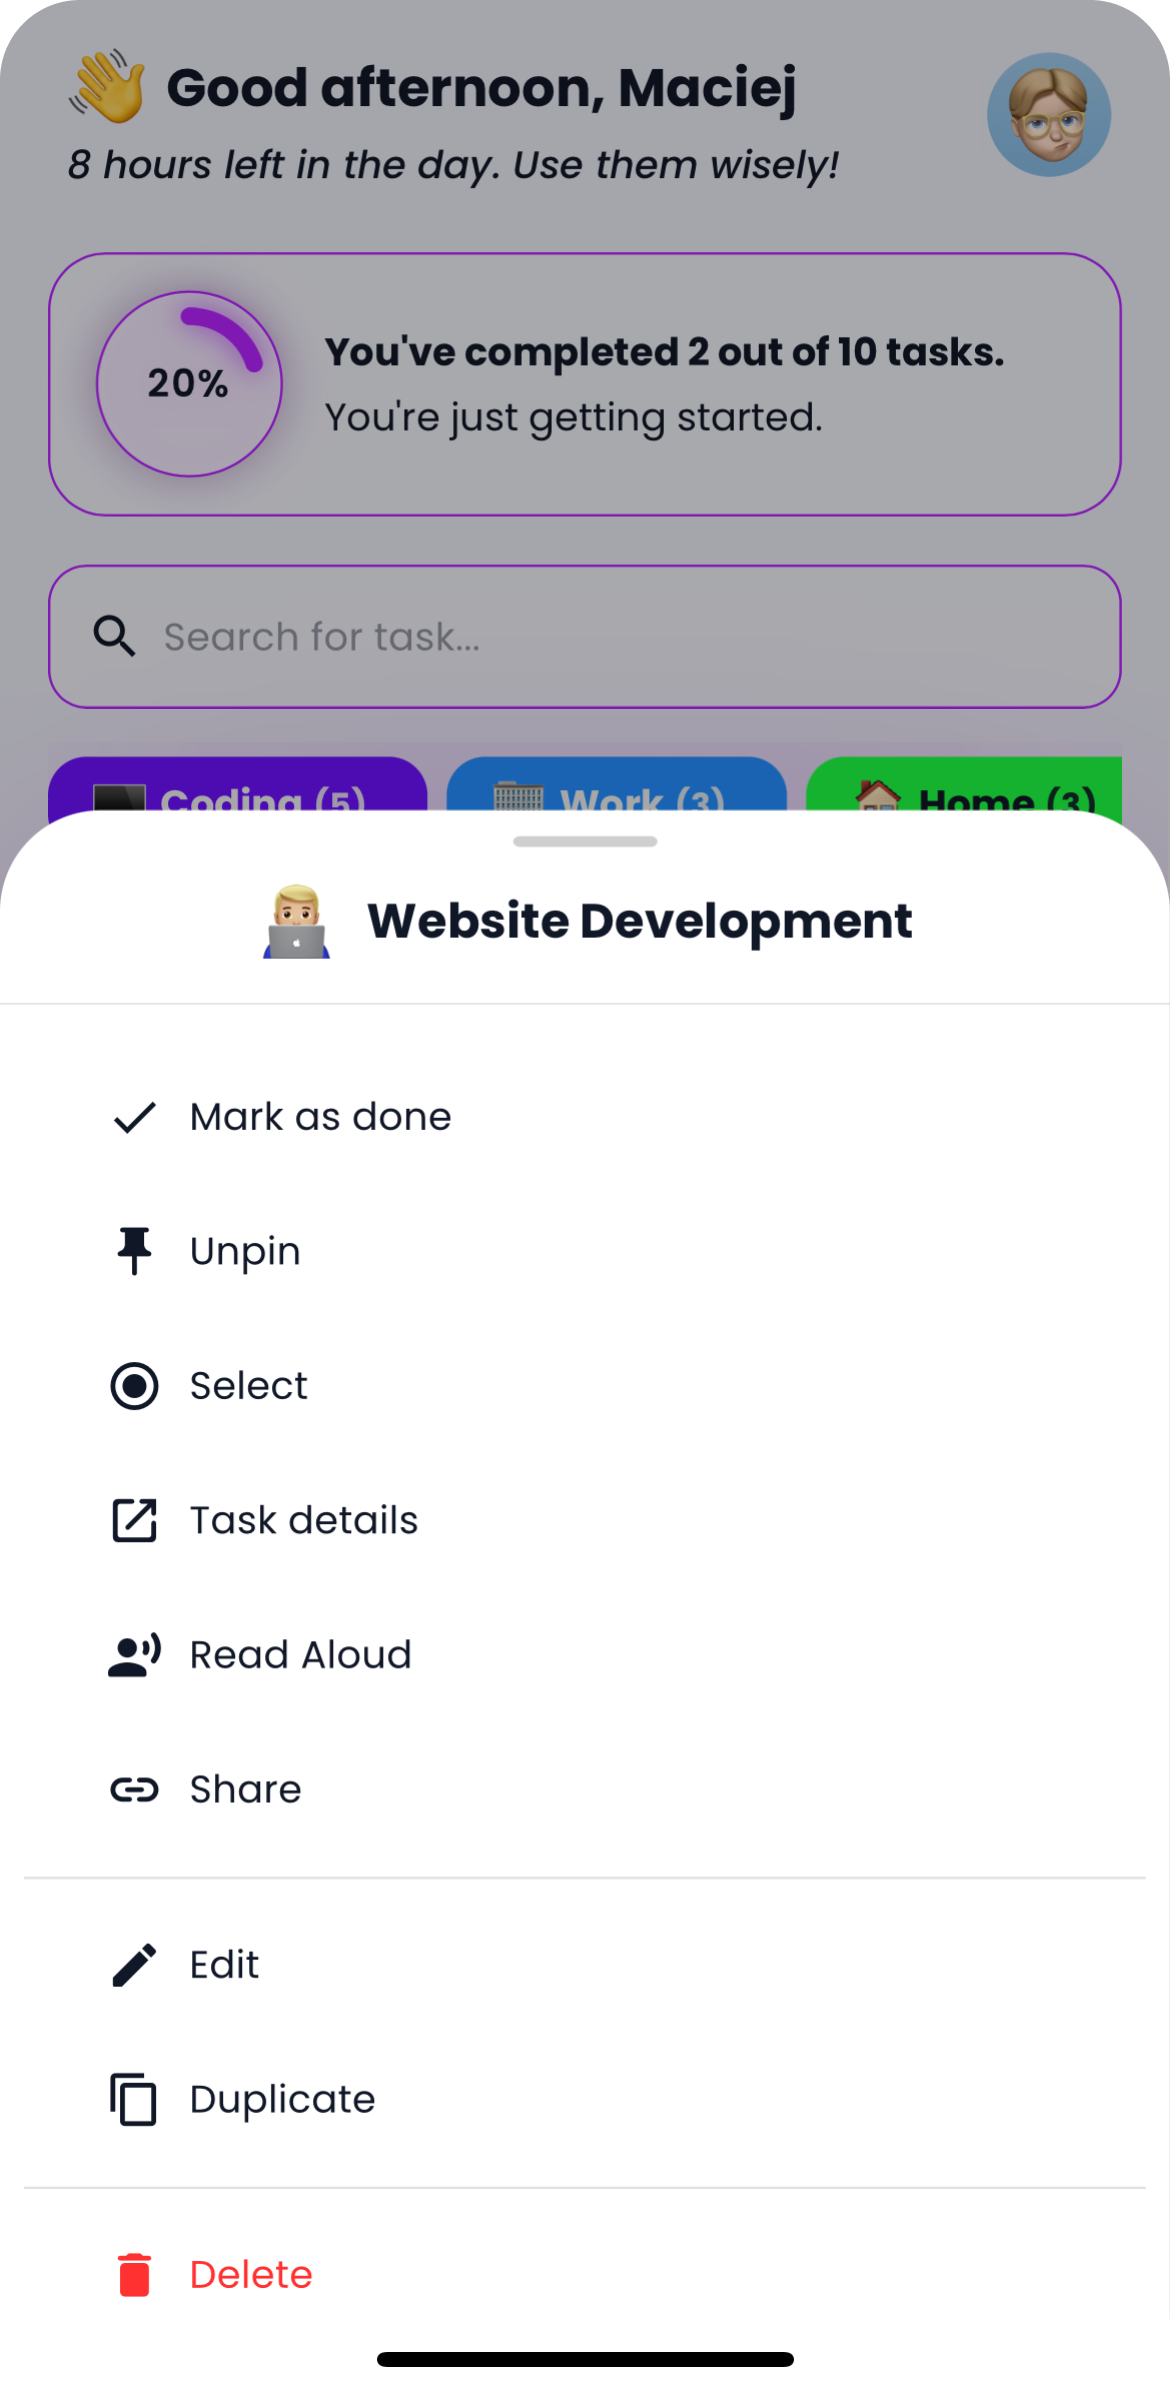 Good afternoon, Maciej
8 hours left in the day. Use them wisely!
20%
You've completed 2 out of 10 tasks.
You're just getting started.
Search for task...
Coding (5)
Work (3)
Home (3)
Website Development
Mark as done
Unpin
Select
Task details
Read Aloud
Share
Edit
Duplicate
Delete